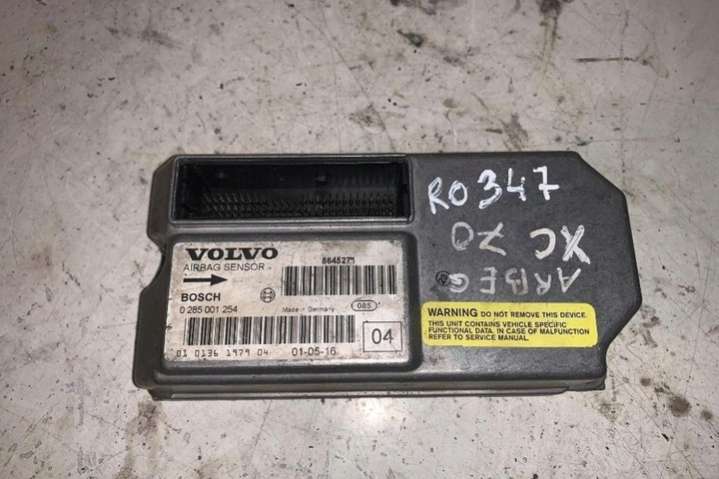 VOLVO
AIRBAG SENSOR
8645271
BOSCH
0 285 001 254
Made in Germany
085
01 0136 1979 04
01-05-16
04
RO347
XC 70
ARBEG
WARNING DO NOT REMOVE THIS DEVICE.
THIS UNIT CONTAINS VEHICLE SPECIFIC
FUNCTIONAL DATA. IN CASE OF MALFUNCTION
REFER TO SERVICE MANUAL.